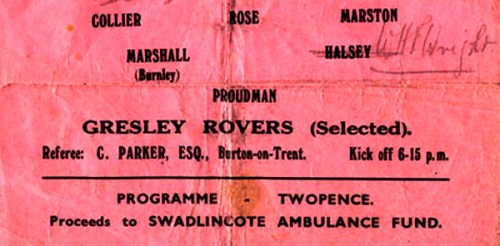 COLLIER ROSE MARSTON
MARSHALL HALSEY
(Burnley)
PROUDMAN
GRESLEY ROVERS (Selected).
Referee: C. PARKER, ESQ., Burton-on-Trent. Kick off 6-15 p.m.
PROGRAMME - TWOPENCE.
Proceeds to SWADLINCOTE AMBULANCE FUND.